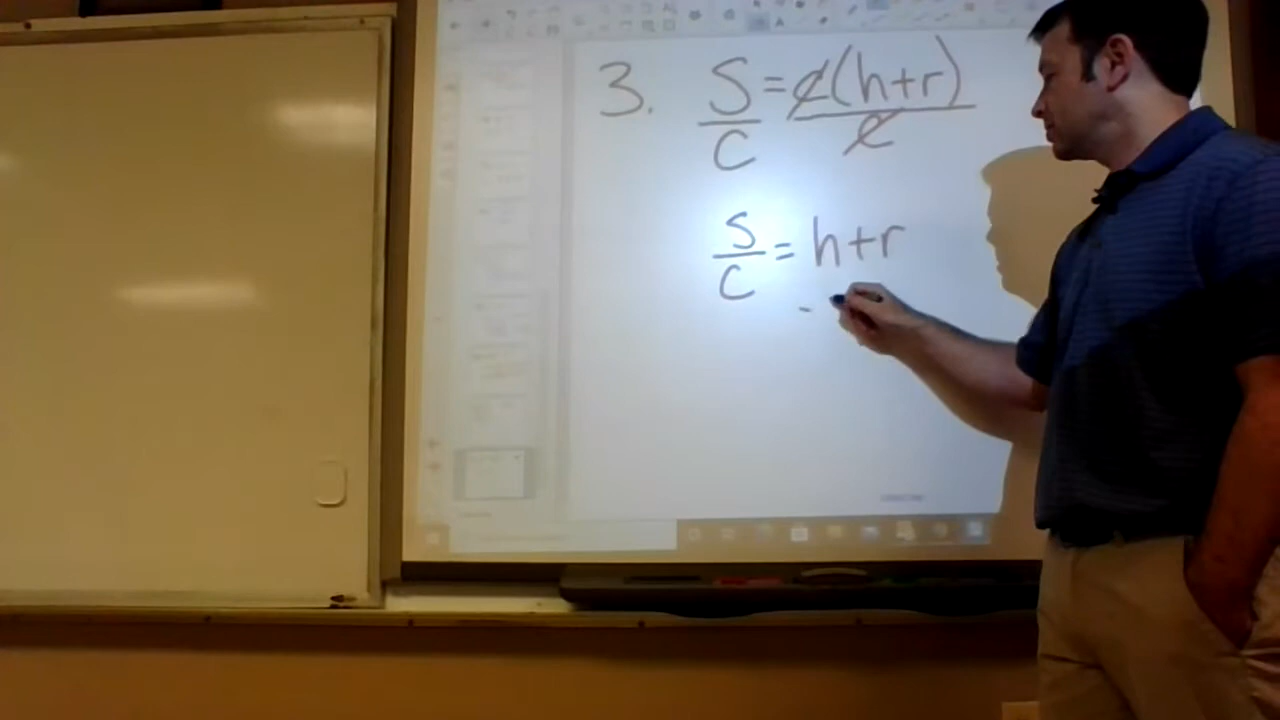 3. S/C = c(h+r)/c
S/C = h+r
-